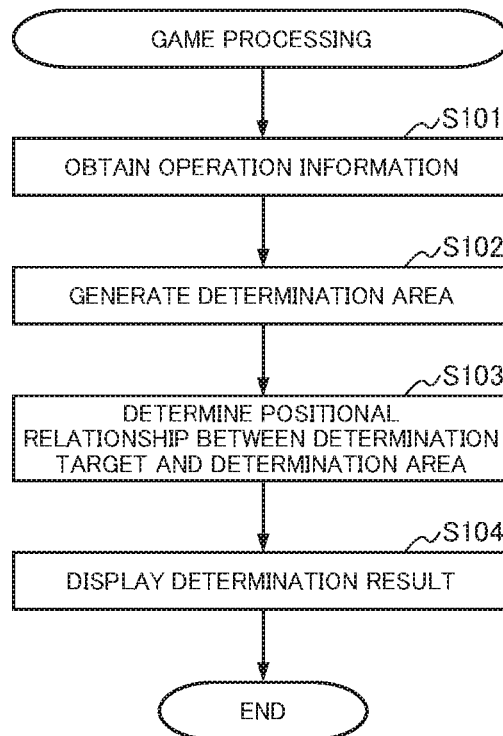 GAME PROCESSING
S101
OBTAIN OPERATION INFORMATION
S102
GENERATE DETERMINATION AREA
S103
DETERMINE POSITIONAL
RELATIONSHIP BETWEEN DETERMINATION
TARGET AND DETERMINATION AREA
S104
DISPLAY DETERMINATION RESULT
END